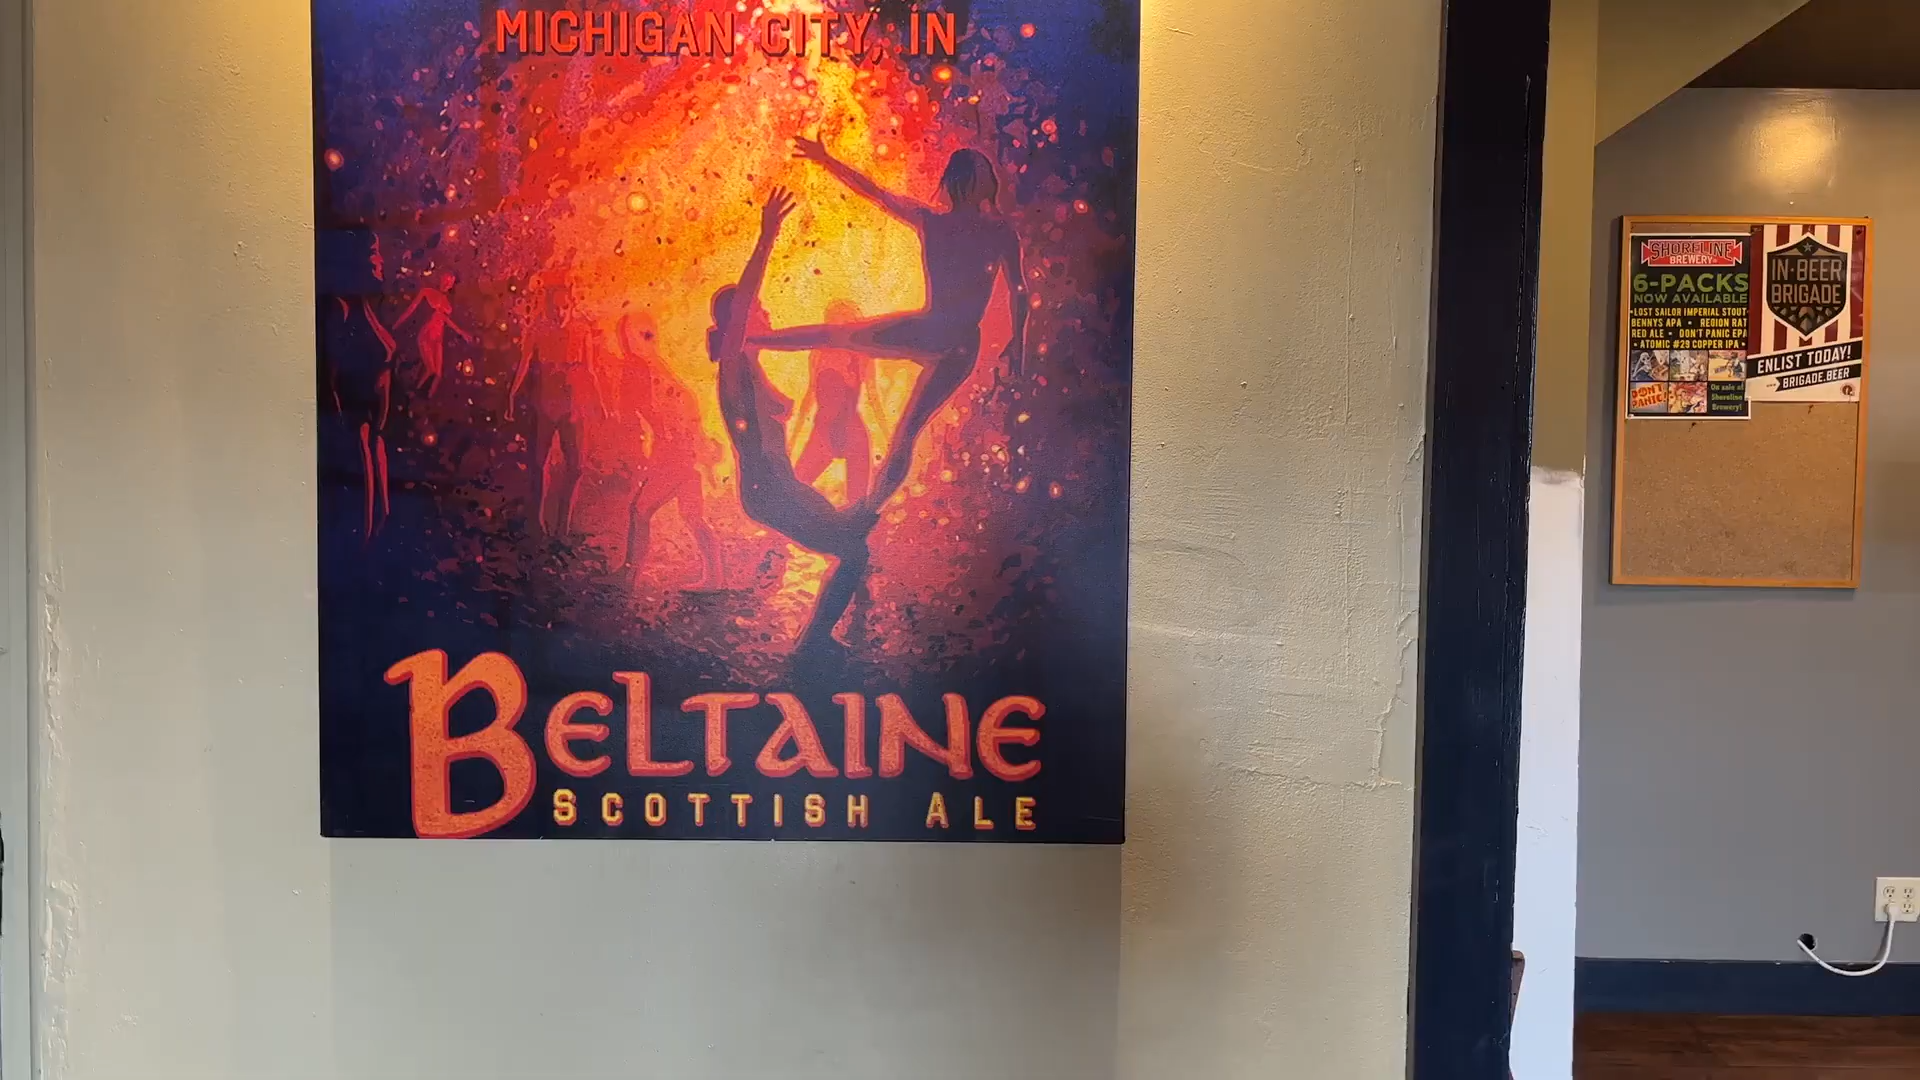 MICHIGAN CITY, IN
BELTAINE
SCOTTISH ALE
SHORELINE
BREWERY
6-PACKS
NOW AVAILABLE
•LOST SAILOR IMPERIAL STOUT•
BENNYS APA • REGION RAT
RED ALE • DON'T PANIC EPA
• ATOMIC #29 COPPER IPA •
DON'T
PANIC!
On sale at
Shoreline
Brewery!
IN•BEER
BRIGADE
ENLIST TODAY!
BRIGADE.BEER